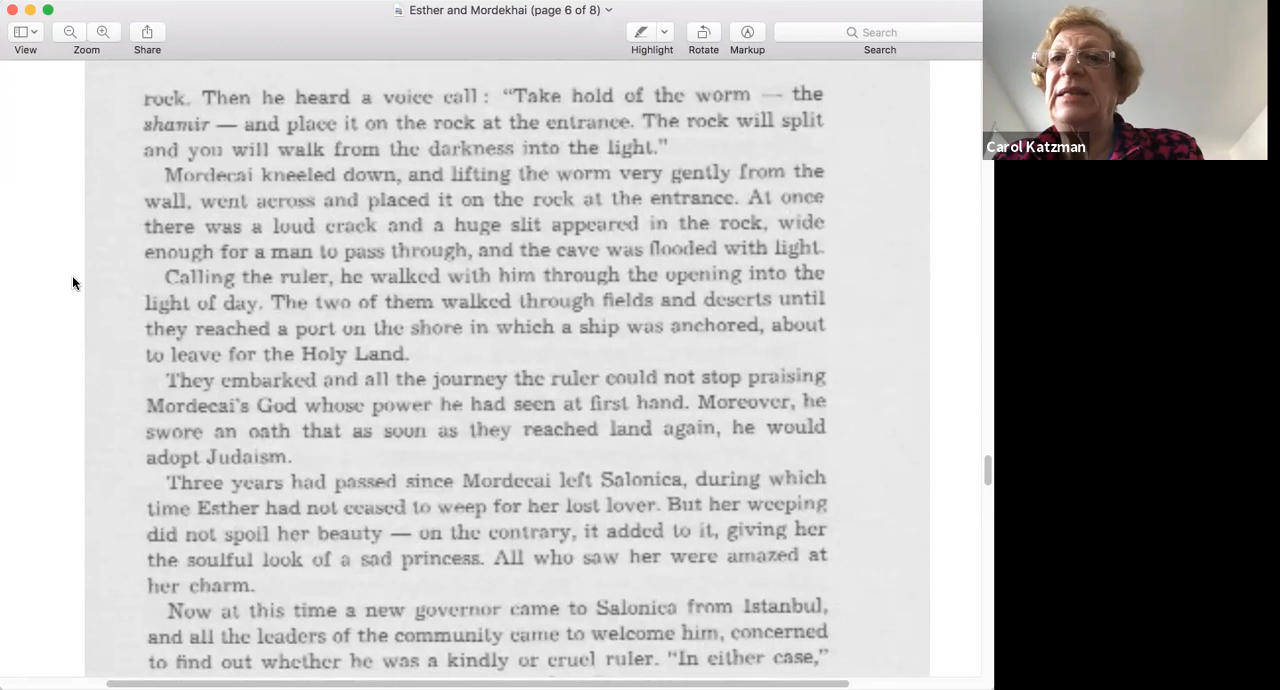 Esther and Mordekhai (page 6 of 8)
View
Zoom
Share
Highlight
Rotate
Markup
Search
Search
Carol Katzman
rock. Then he heard a voice call : “Take hold of the worm — the
shamir — and place it on the rock at the entrance. The rock will split
and you will walk from the darkness into the light.”
Mordecai kneeled down, and lifting the worm very gently from the
wall, went across and placed it on the rock at the entrance. At once
there was a loud crack and a huge slit appeared in the rock, wide
enough for a man to pass through, and the cave was flooded with light.
Calling the ruler, he walked with him through the opening into the
light of day. The two of them walked through fields and deserts until
they reached a port on the shore in which a ship was anchored, about
to leave for the Holy Land.
They embarked and all the journey the ruler could not stop praising
Mordecai's God whose power he had seen at first hand. Moreover, he
swore an oath that as soon as they reached land again, he would
adopt Judaism.
Three years had passed since Mordecai left Salonica, during which
time Esther had not ceased to weep for her lost lover. But her weeping
did not spoil her beauty — on the contrary, it added to it, giving her
the soulful look of a sad princess. All who saw her were amazed at
her charm.
Now at this time a new governor came to Salonica from Istanbul,
and all the leaders of the community came to welcome him, concerned
to find out whether he was a kindly or cruel ruler. “In either case,”